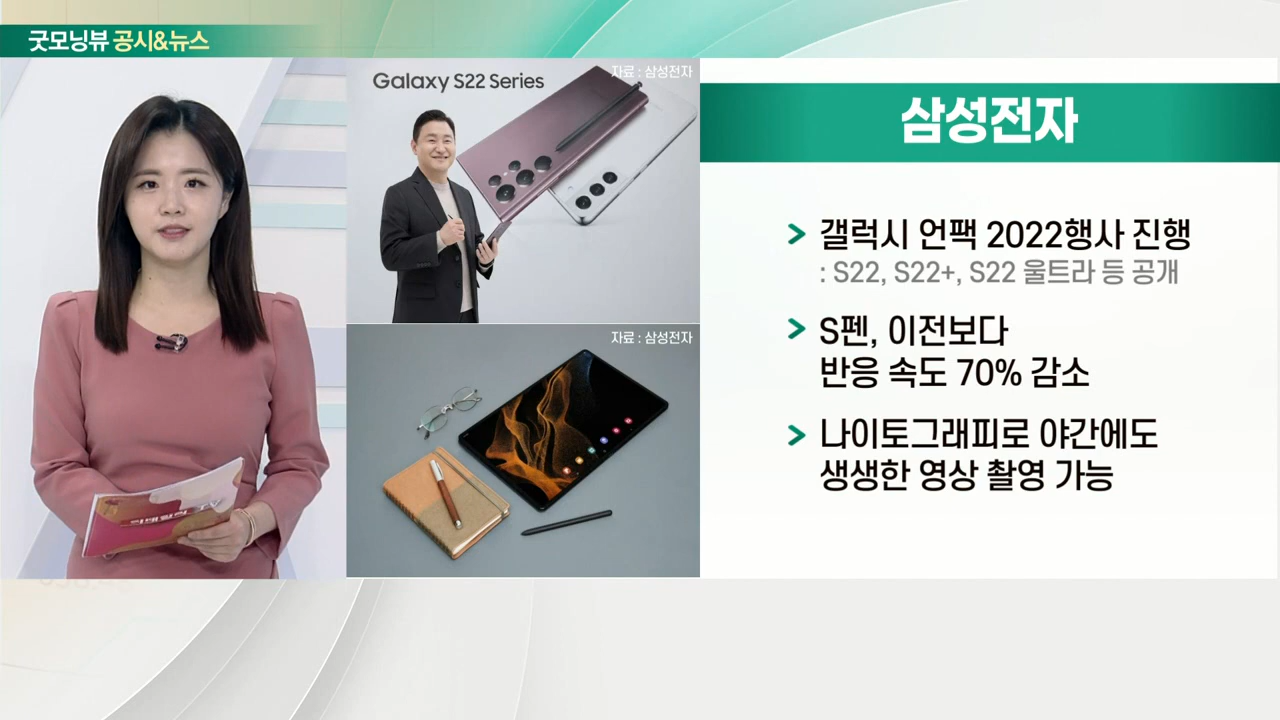 굿모닝뷰 공시&뉴스
Galaxy S22 Series
자료 : 삼성전자
자료 : 삼성전자
삼성전자
갤럭시 언팩 2022행사 진행
: S22, S22+, S22 울트라 등 공개
S펜, 이전보다
반응 속도 70% 감소
나이토그래피로 야간에도
생생한 영상 촬영 가능